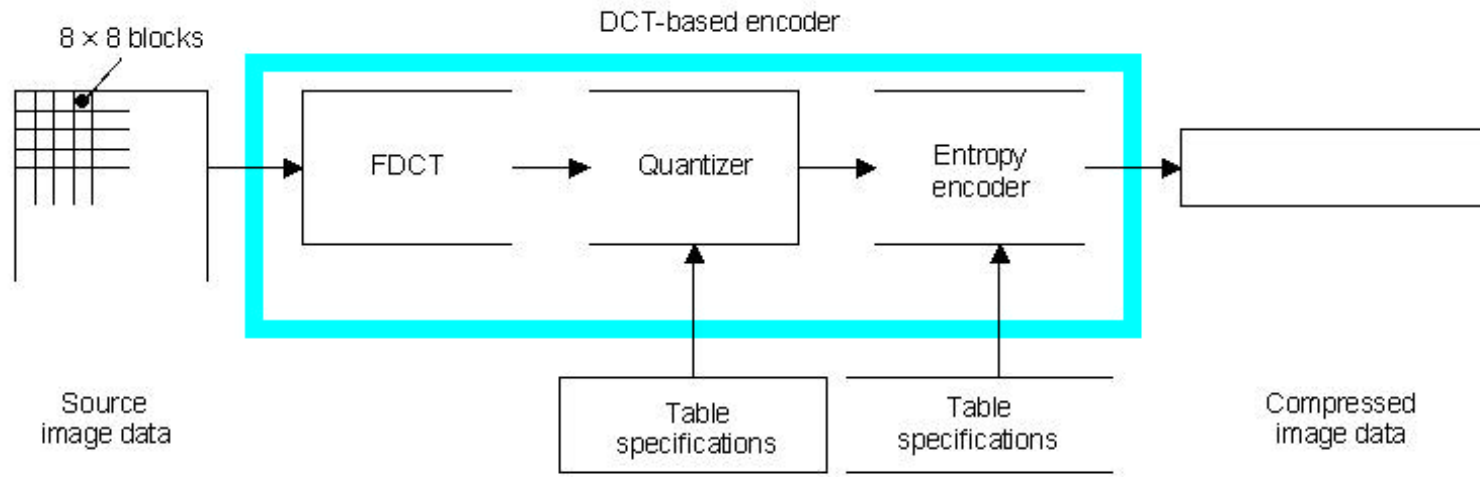 DCT-based encoder
8 × 8 blocks
FDCT
Quantizer
Entropy
encoder
Source
image data
Table
specifications
Table
specifications
Compressed
image data